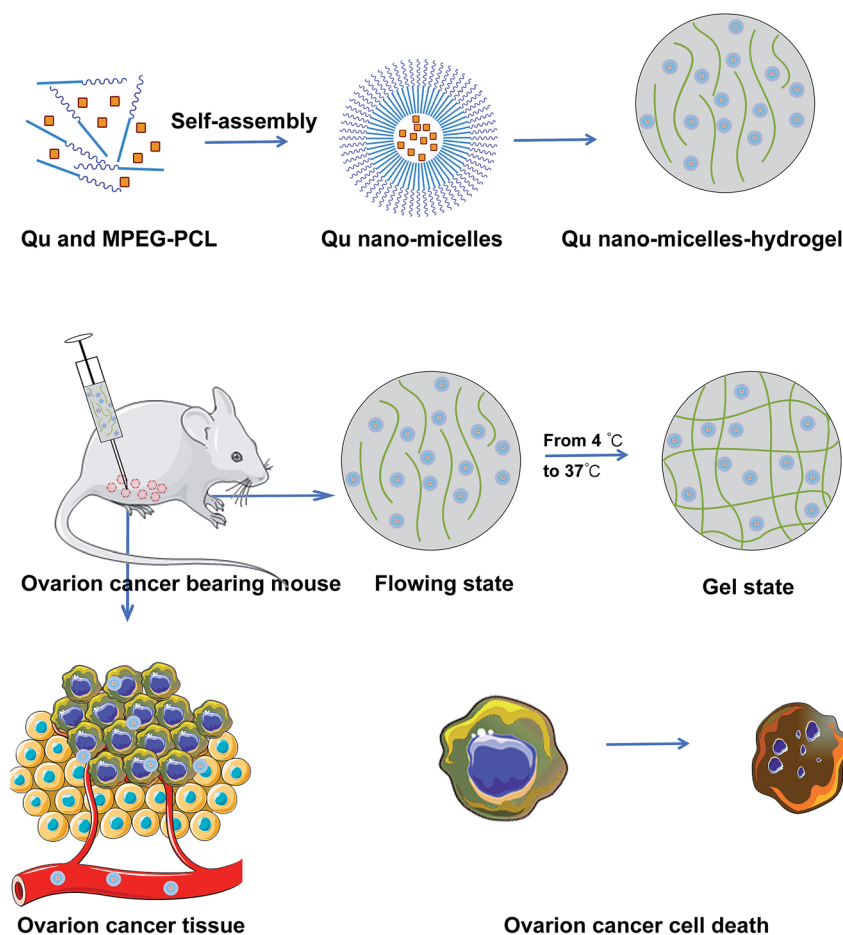 Self-assembly
Qu and MPEG-PCL
Qu nano-micelles
Qu nano-micelles-hydrogel
From 4 ℃
to 37℃
Ovarion cancer bearing mouse
Flowing state
Gel state
Ovarion cancer tissue
Ovarion cancer cell death